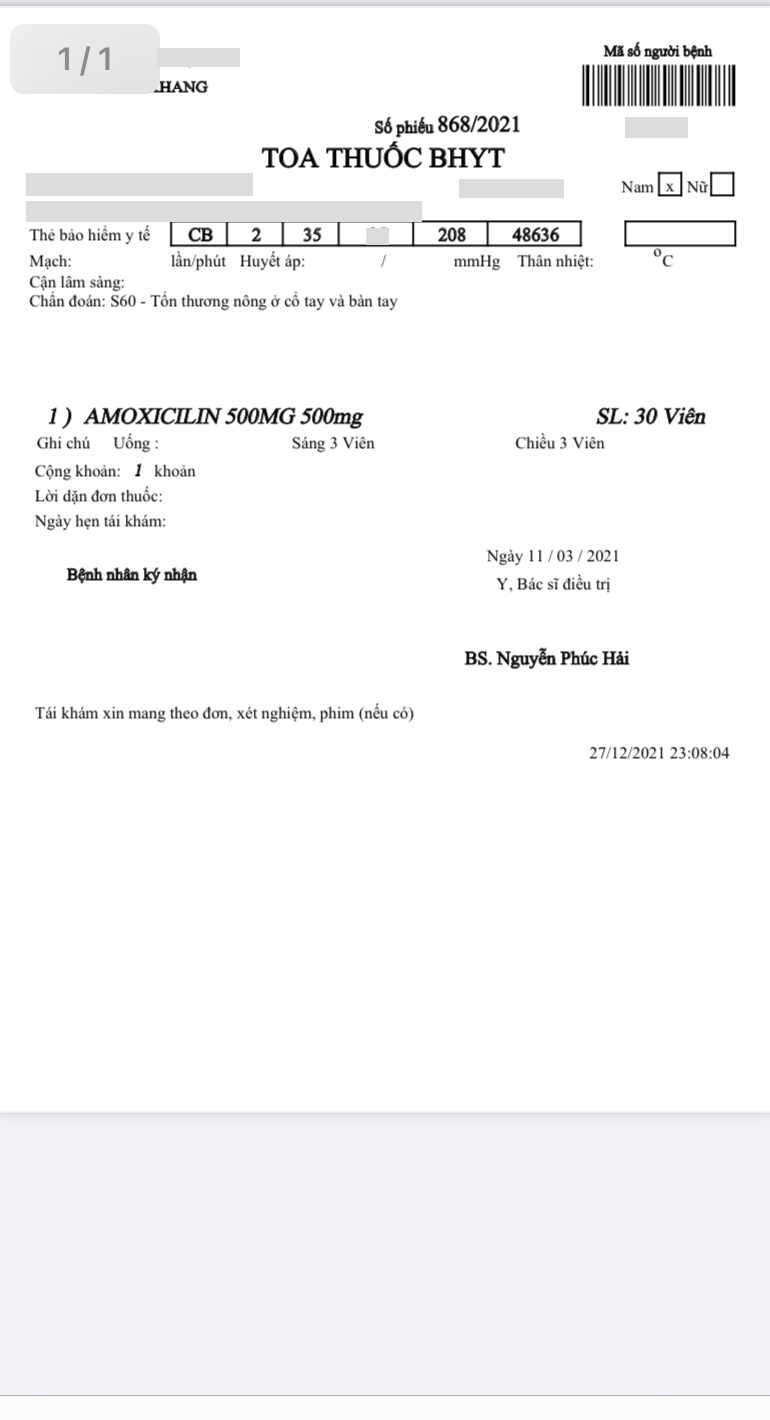 1/1
Mã số người bệnh
KHANG
Số phiếu 868/2021
TOA THUỐC BHYT
Nam x Nữ
Thẻ bảo hiểm y tế CB 2 35 208 48636
Mạch: lần/phút Huyết áp: / mmHg Thân nhiệt: °C
Cận lâm sàng:
Chẩn đoán: S60 - Tổn thương nông ở cổ tay và bàn tay
1 ) AMOXICILIN 500MG 500mg SL: 30 Viên
Ghi chú Uống : Sáng 3 Viên Chiều 3 Viên
Cộng khoản: 1 khoản
Lời dặn đơn thuốc:
Ngày hẹn tái khám:
Ngày 11 / 03 / 2021
Bệnh nhân ký nhận
Y, Bác sĩ điều trị
BS. Nguyễn Phúc Hải
Tái khám xin mang theo đơn, xét nghiệm, phim (nếu có)
27/12/2021 23:08:04